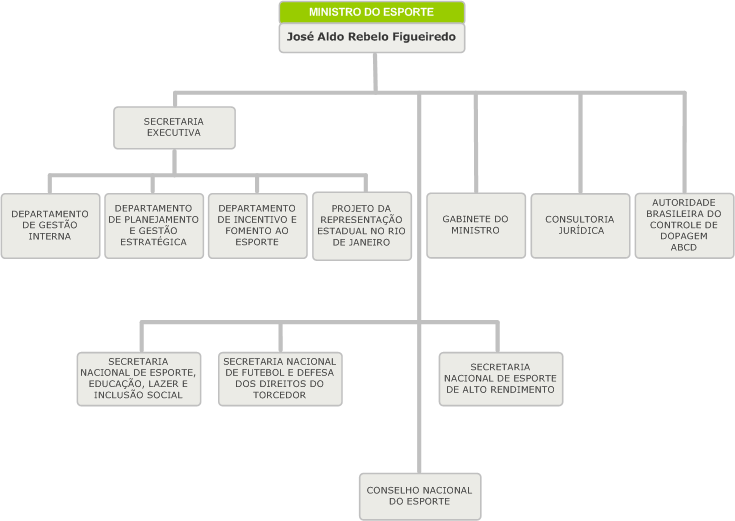 MINISTRO DO ESPORTE
José Aldo Rebelo Figueiredo
SECRETARIA
EXECUTIVA
DEPARTAMENTO
DE GESTÃO
INTERNA
DEPARTAMENTO
DE PLANEJAMENTO
E GESTÃO
ESTRATÉGICA
DEPARTAMENTO
DE INCENTIVO E
FOMENTO AO
ESPORTE
PROJETO DA
REPRESENTAÇÃO
ESTADUAL NO RIO
DE JANEIRO
GABINETE DO
MINISTRO
CONSULTORIA
JURÍDICA
AUTORIDADE
BRASILEIRA DO
CONTROLE DE
DOPAGEM
ABCD
SECRETARIA
NACIONAL DE ESPORTE,
EDUCAÇÃO, LAZER E
INCLUSÃO SOCIAL
SECRETARIA NACIONAL
DE FUTEBOL E DEFESA
DOS DIREITOS DO
TORCEDOR
SECRETARIA
NACIONAL DE ESPORTE
DE ALTO RENDIMENTO
CONSELHO NACIONAL
DO ESPORTE